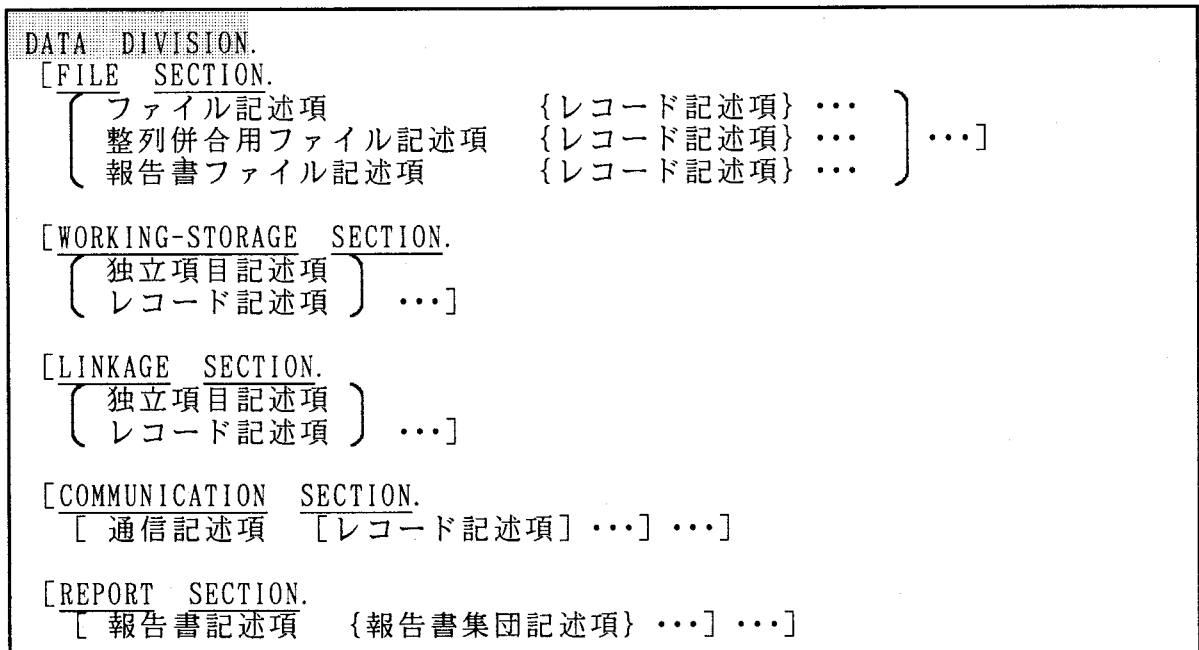 DATA DIVISION.
[FILE SECTION.
ファイル記述項 {レコード記述項} ･･･
整列併合用ファイル記述項 {レコード記述項} ･･･ ･･･]
報告書ファイル記述項 {レコード記述項} ･･･
[WORKING-STORAGE SECTION.
独立項目記述項
レコード記述項 ･･･]
[LINKAGE SECTION.
独立項目記述項
レコード記述項 ･･･]
[COMMUNICATION SECTION.
[ 通信記述項 [レコード記述項] ･･･] ･･･]
[REPORT SECTION.
[ 報告書記述項 {報告書集団記述項} ･･･] ･･･]